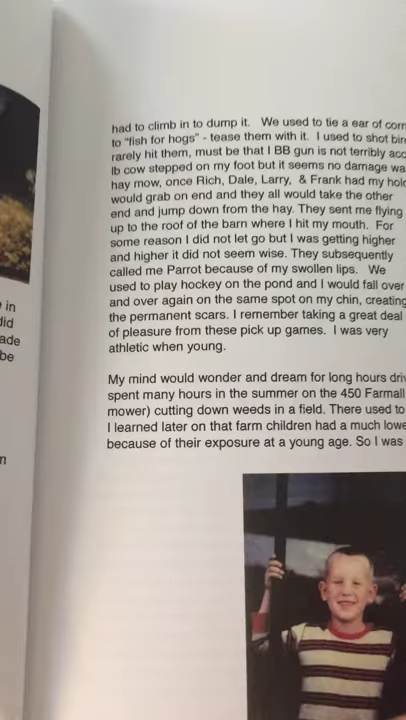 in
did
ade
be
had to climb in to dump it. We used to tie a ear of corn
to "fish for hogs" - tease them with it. I used to shot bir
rarely hit them, must be that I BB gun is not terribly acc
lb cow stepped on my foot but it seems no damage wa
hay mow, once Rich, Dale, Larry, & Frank had my hold
would grab on end and they all would take the other
end and jump down from the hay. They sent me flying
up to the roof of the barn where I hit my mouth. For
some reason I did not let go but I was getting higher
and higher it did not seem wise. They subsequently
called me Parrot because of my swollen lips. We
used to play hockey on the pond and I would fall over
and over again on the same spot on my chin, creating
the permanent scars. I remember taking a great deal
of pleasure from these pick up games. I was very
athletic when young.
My mind would wonder and dream for long hours driv
spent many hours in the summer on the 450 Farmall
mower) cutting down weeds in a field. There used to
I learned later on that farm children had a much lowe
because of their exposure at a young age. So I was